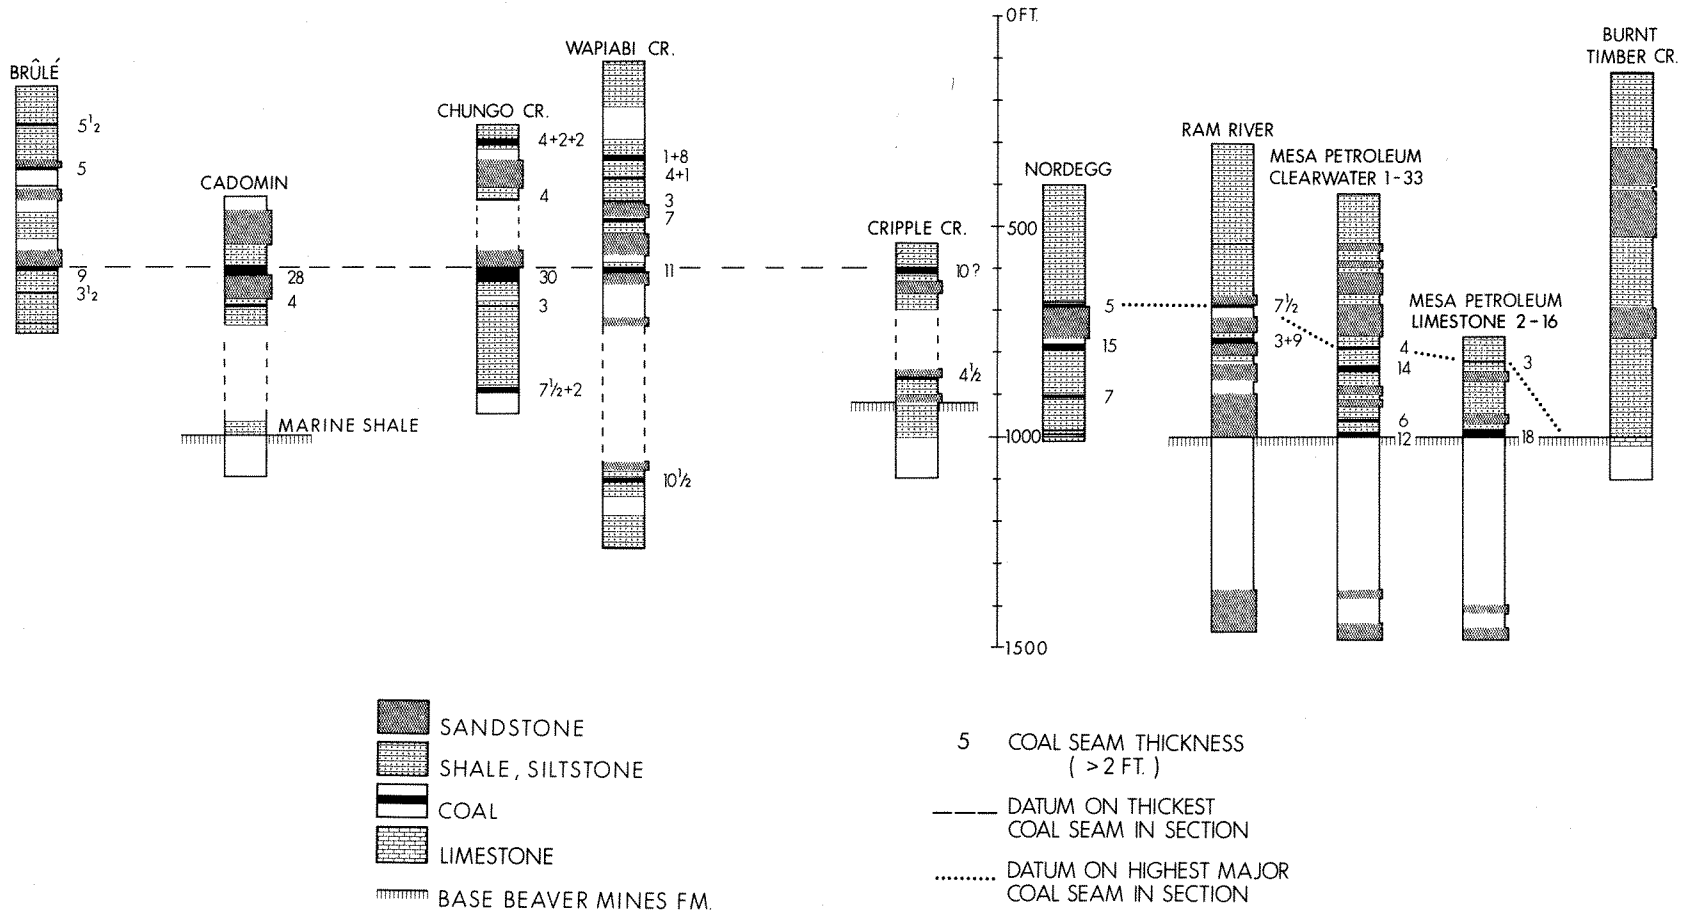 BRÛLÉ
5½
5
9
3½
CADOMIN
28
4
MARINE SHALE
CHUNGO CR.
4+2+2
4
30
3
7½+2
WAPIABI CR.
1+8
4+1
3
7
11
10½
CRIPPLE CR.
10?
4½
0 FT.
500
1000
1500
NORDEGG
5
15
7
RAM RIVER
7½
3+9
MESA PETROLEUM
CLEARWATER 1-33
4
14
6
12
MESA PETROLEUM
LIMESTONE 2-16
3
18
BURNT
TIMBER CR.
SANDSTONE
SHALE, SILTSTONE
COAL
LIMESTONE
BASE BEAVER MINES FM.
5 COAL SEAM THICKNESS
( >2 FT. )
DATUM ON THICKEST
COAL SEAM IN SECTION
DATUM ON HIGHEST MAJOR
COAL SEAM IN SECTION